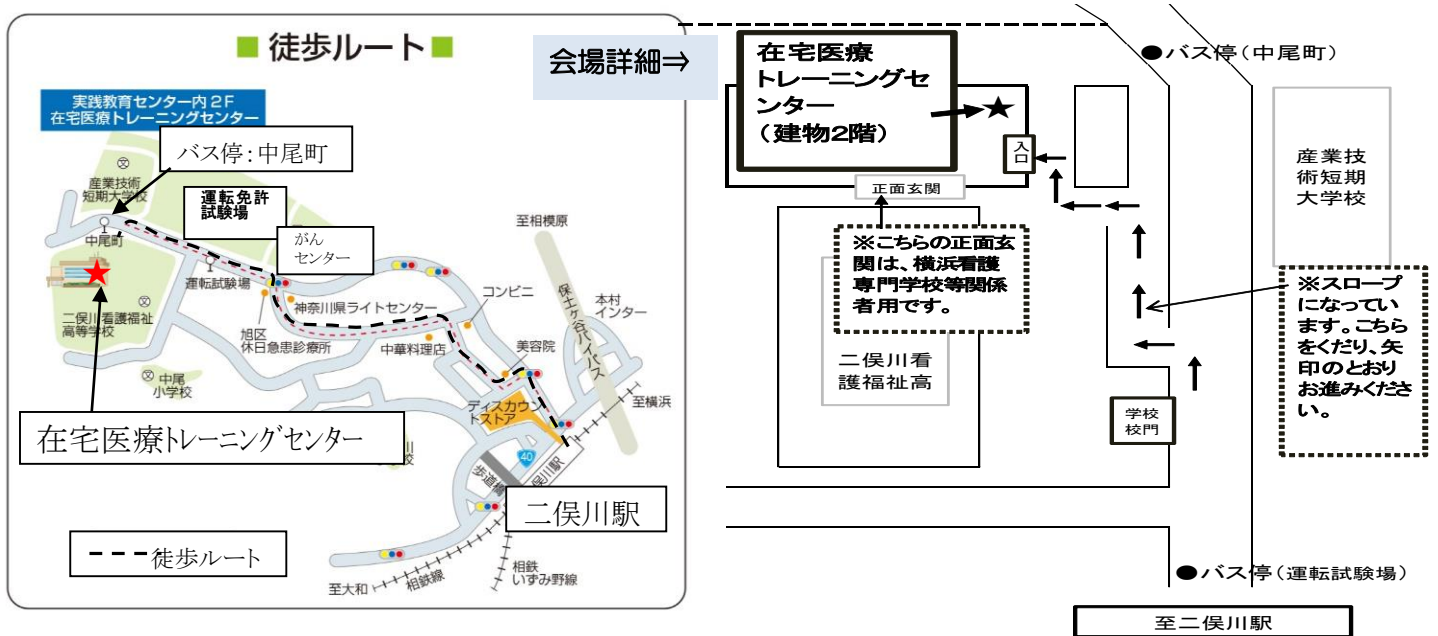 ■ 徒歩ルート ■
実践教育センター内2F
在宅医療トレーニングセンター
バス停：中尾町
産業技術
短期大学校
運転免許
試験場
がん
センター
至相模原
中尾町
運転試験場
神奈川県ライトセンター
コンビニ
本村
インター
保土ヶ谷バイパス
二俣川看護福祉
高等学校
旭区
休日急患診療所
中華料理店
美容院
中尾
小学校
ディスカウン
トストア
至横浜
在宅医療トレーニングセンター
川
校
40
歩道橋
俣川駅
二俣川駅
---徒歩ルート
至大和
相鉄線
相鉄
いずみ野線
会場詳細⇒
在宅医療
トレーニングセ
ンター
（建物2階）
入口
正面玄関
●バス停（中尾町）
産業技
術短期
大学校
※こちらの正面玄
関は、横浜看護
専門学校等関係
者用です。
二俣川看
護福祉高
※スロープ
になってい
ます。こちら
をくだり、矢
印のとおり
お進みくださ
い。
学校
校門
●バス停（運転試験場）
至二俣川駅